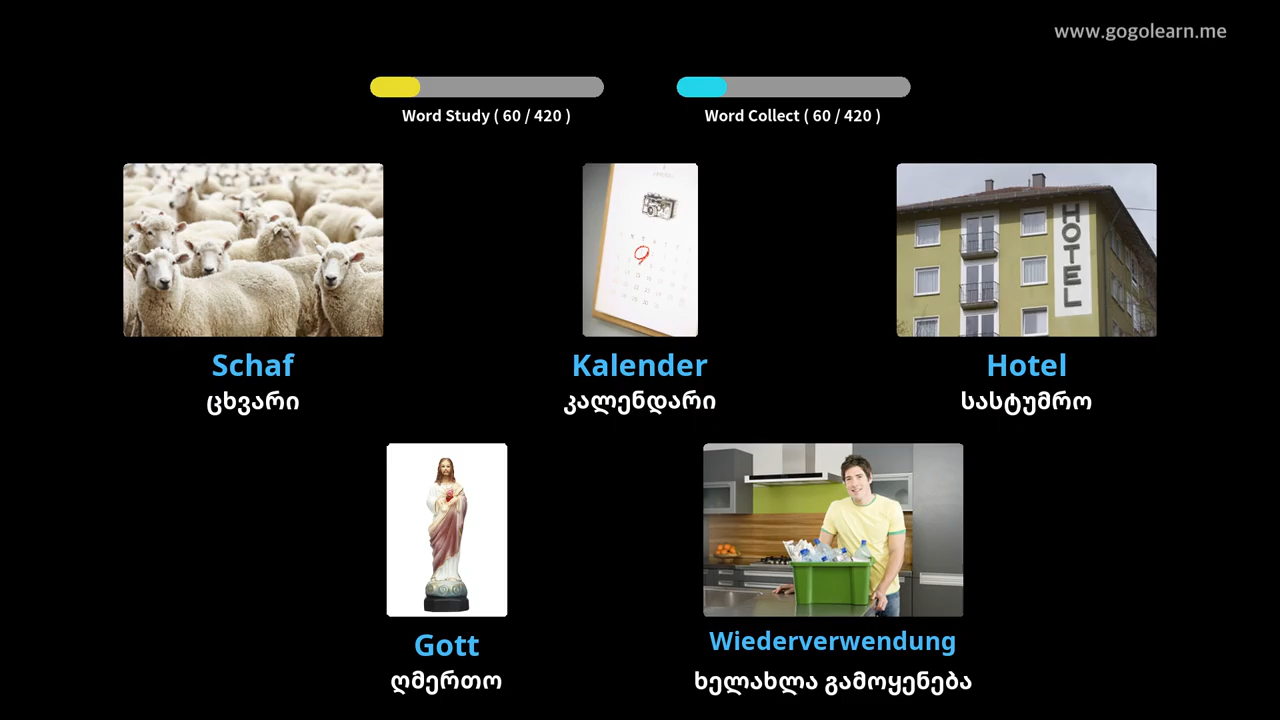 www.gogolearn.me
Word Study ( 60 / 420 )
Word Collect ( 60 / 420 )
HOTEL
Schaf
Kalender
Hotel
ცხვარი
კალენდარი
სასტუმრო
Gott
Wiederverwendung
ღმერთო
ხელახლა გამოყენება